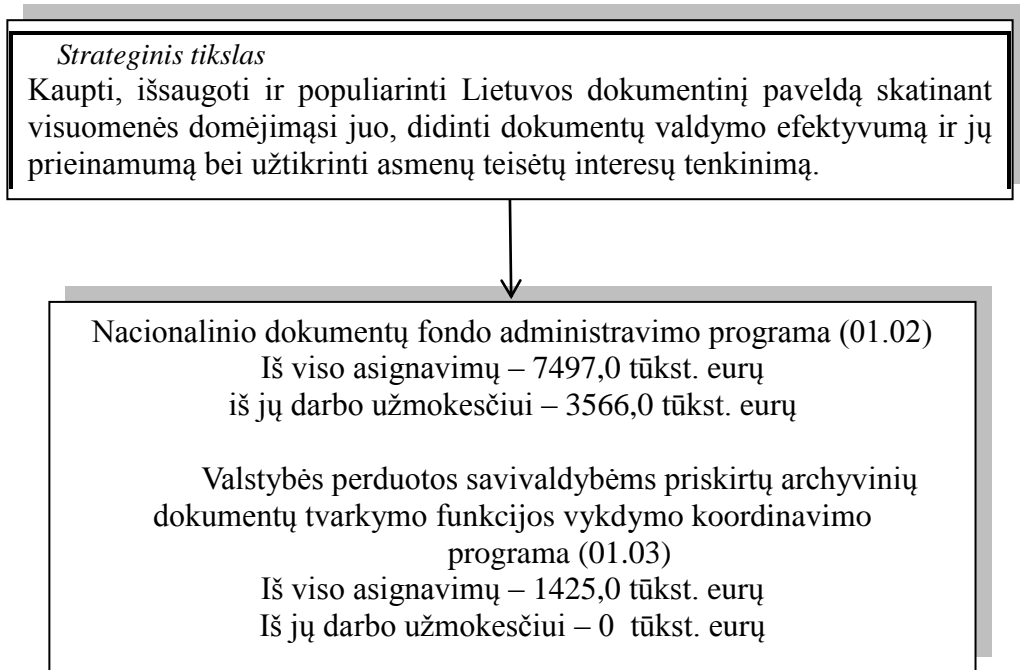 Strateginis tikslas
Kaupti, išsaugoti ir populiarinti Lietuvos dokumentinį paveldą skatinant
visuomenės domėjimąsi juo, didinti dokumentų valdymo efektyvumą ir jų
prieinamumą bei užtikrinti asmenų teisėtų interesų tenkinimą.
Nacionalinio dokumentų fondo administravimo programa (01.02)
Iš viso asignavimų – 7497,0 tūkst. eurų
iš jų darbo užmokesčiui – 3566,0 tūkst. eurų
Valstybės perduotos savivaldybėms priskirtų archyvinių
dokumentų tvarkymo funkcijos vykdymo koordinavimo
programa (01.03)
Iš viso asignavimų – 1425,0 tūkst. eurų
Iš jų darbo užmokesčiui – 0 tūkst. eurų